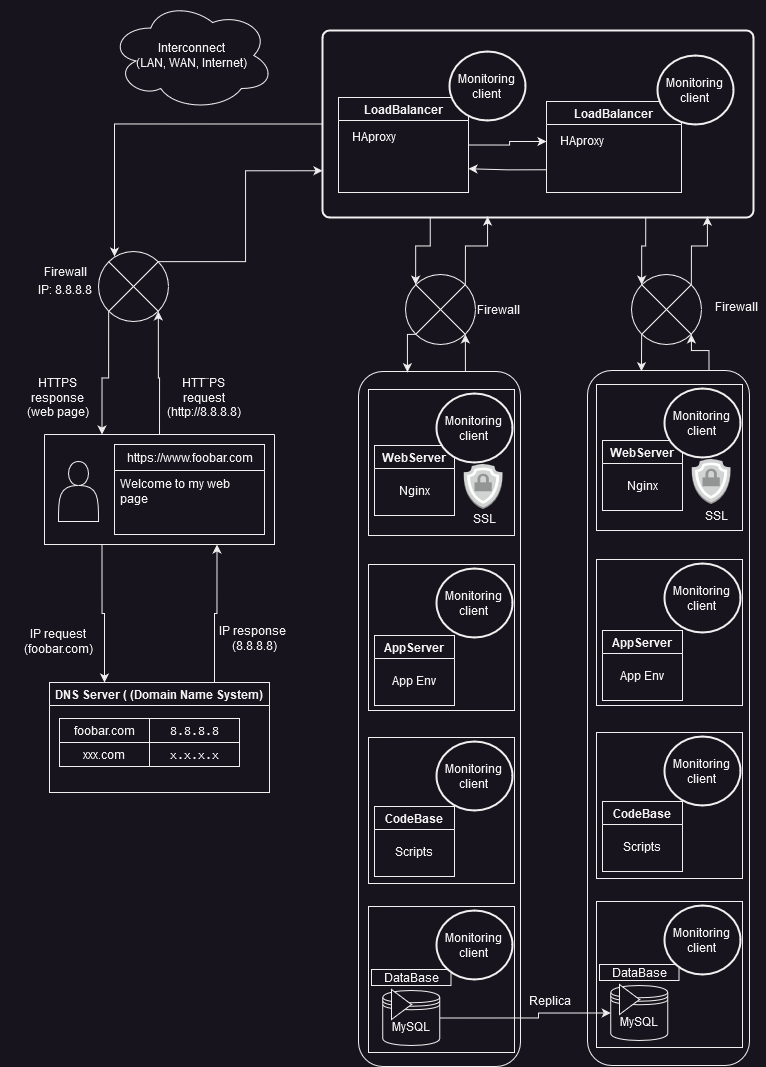 Interconnect
(LAN, WAN, Internet)
Monitoring
client
LoadBalancer
HAproxy
Monitoring
client
LoadBalancer
HAproxy
Firewall
IP: 8.8.8.8
Firewall
Firewall
HTTPS
response
(web page)
HTT`PS
request
(http://8.8.8.8)
https://www.foobar.com
Welcome to my web
page
IP request
(foobar.com)
IP response
(8.8.8.8)
DNS Server ( (Domain Name System)
foobar.com 8.8.8.8
xxx.com x.x.x.x
Monitoring
client
WebServer
Nginx
SSL
Monitoring
client
AppServer
App Env
Monitoring
client
CodeBase
Scripts
Monitoring
client
DataBase
MySQL
Replica
Monitoring
client
WebServer
Nginx
SSL
Monitoring
client
AppServer
App Env
Monitoring
client
CodeBase
Scripts
Monitoring
client
DataBase
MySQL